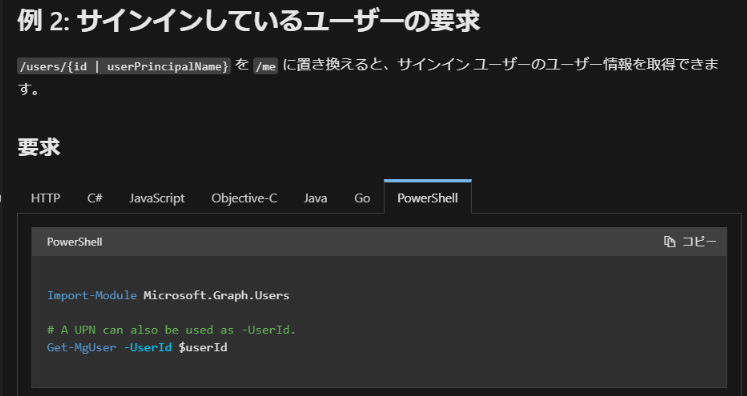 例 2: サインインしているユーザーの要求
/users/{id | userPrincipalName} を /me に置き換えると、サインイン ユーザーのユーザー情報を取得できま
す。
要求
HTTP C# JavaScript Objective-C Java Go PowerShell
PowerShell コピー
Import-Module Microsoft.Graph.Users
# A UPN can also be used as -UserId.
Get-MgUser -UserId $userId